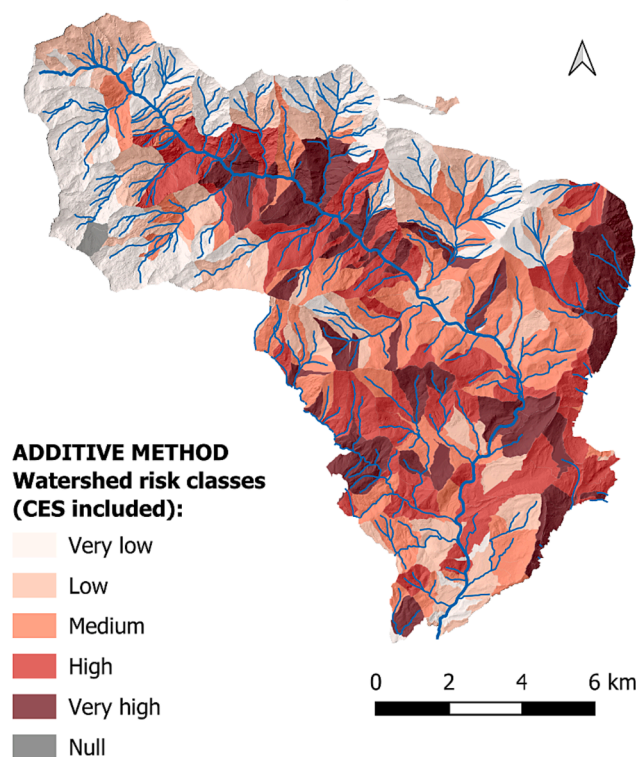 ADDITIVE METHOD
Watershed risk classes
(CES included):
Very low
Low
Medium
High
Very high
Null
0 2 4 6 km